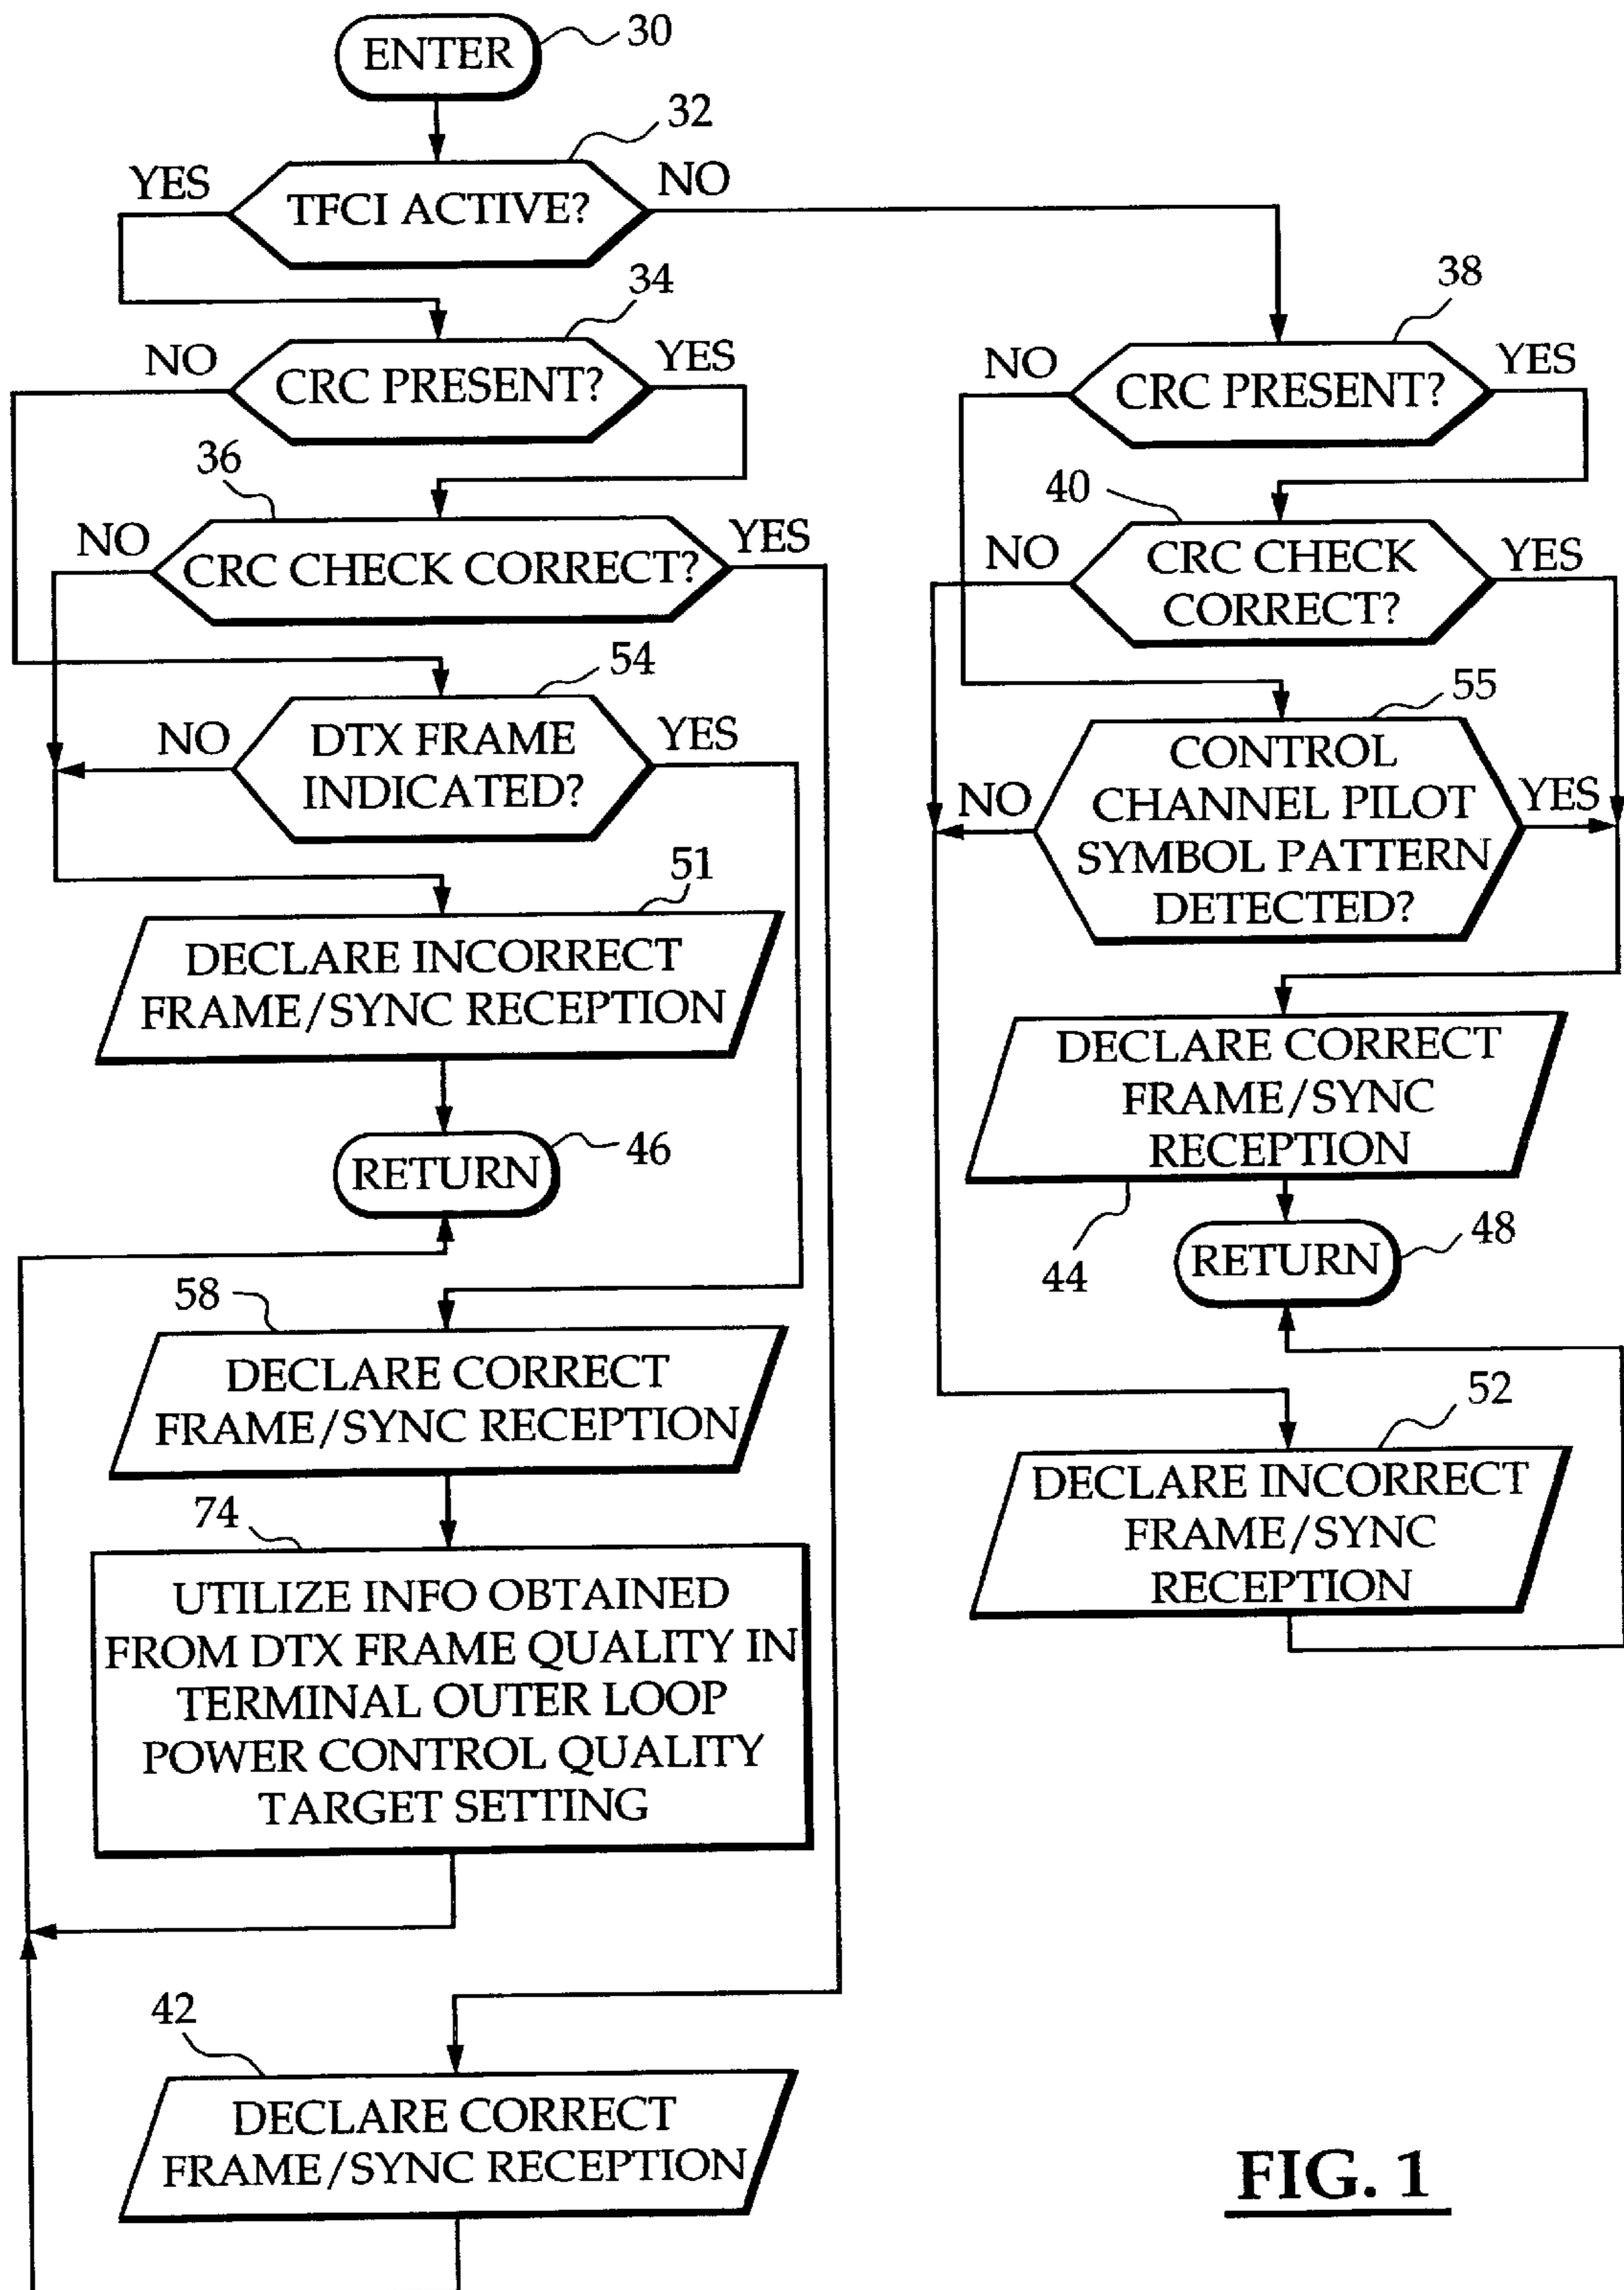 ENTER
30
32
YES
TFCI ACTIVE?
NO
34
NO
CRC PRESENT?
YES
36
NO
CRC CHECK CORRECT?
YES
54
NO
DTX FRAME
INDICATED?
YES
51
DECLARE INCORRECT
FRAME/SYNC RECEPTION
RETURN
46
58
DECLARE CORRECT
FRAME/SYNC RECEPTION
74
UTILIZE INFO OBTAINED
FROM DTX FRAME QUALITY IN
TERMINAL OUTER LOOP
POWER CONTROL QUALITY
TARGET SETTING
42
DECLARE CORRECT
FRAME/SYNC RECEPTION
38
NO
CRC PRESENT?
YES
40
NO
CRC CHECK
CORRECT?
YES
55
NO
CONTROL
CHANNEL PILOT
SYMBOL PATTERN
DETECTED?
YES
DECLARE CORRECT
FRAME/SYNC
RECEPTION
44
RETURN
48
52
DECLARE INCORRECT
FRAME/SYNC
RECEPTION
FIG. 1